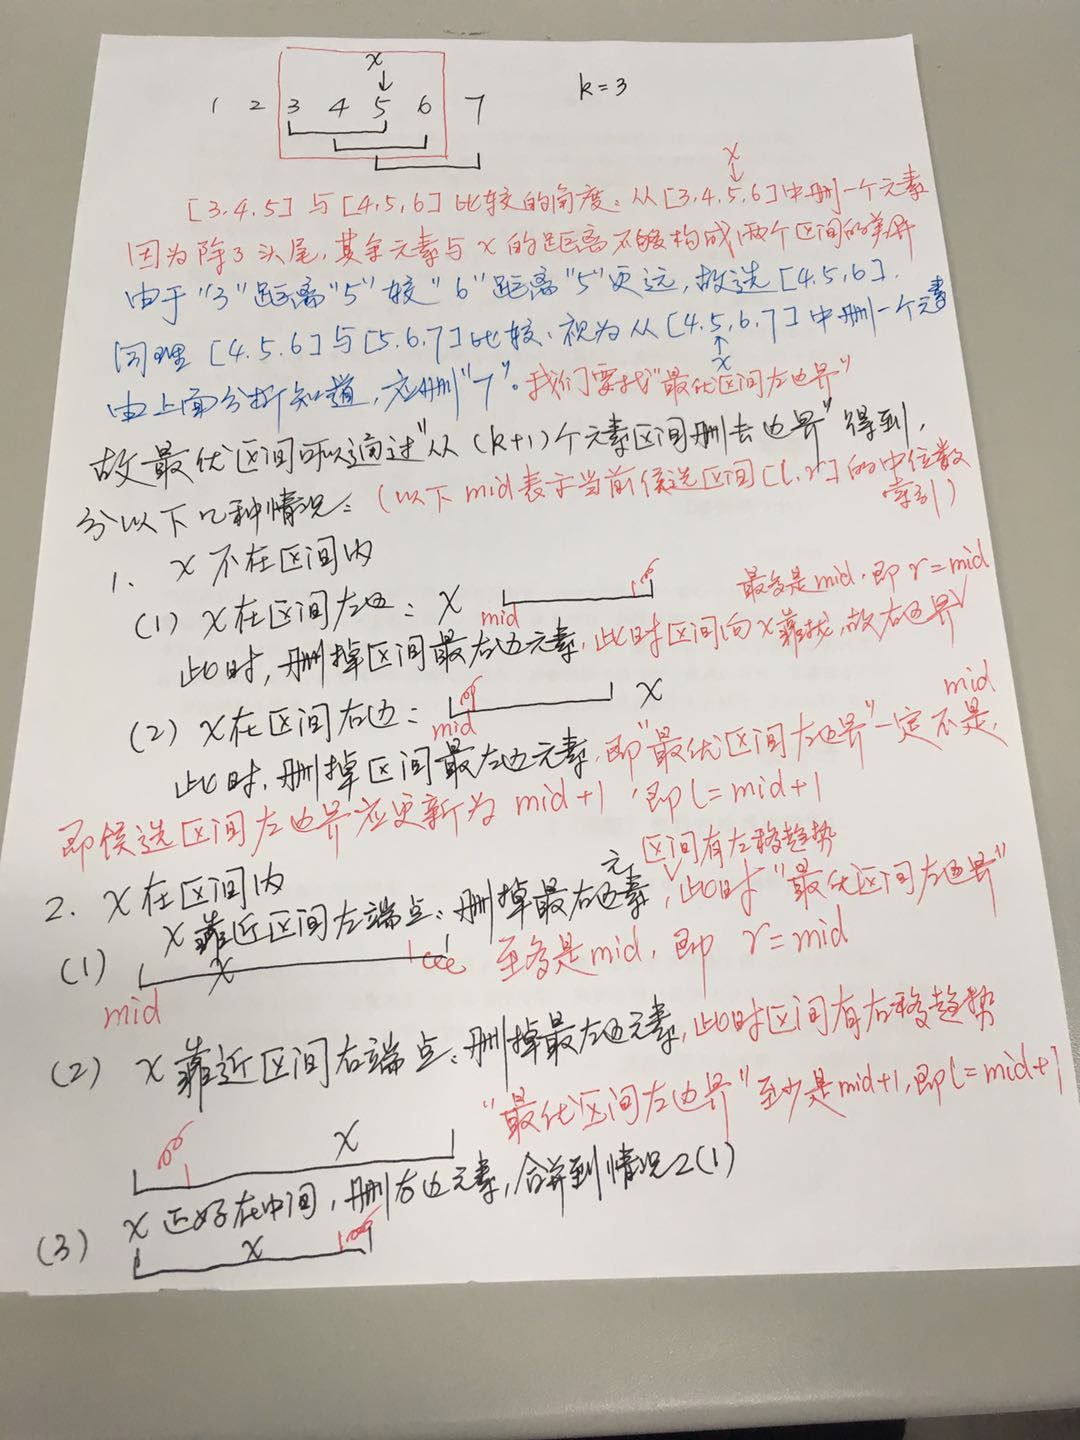 x
1 2 3 4 5 6 7 k=3
x
[3.4.5] 与 [4.5.6] 比较的角度：从 [3.4.5.6] 中删一个元素
因为除了头尾，其余元素与 x 的距离不能够构成两个区间的差异
由于“3”距离“5”较“6”距离“5”更远，故选 [4.5.6].
同理 [4.5.6] 与 [5.6.7] 比较，视为从 [4.5.6.7] 中删一个元素
x
由上面分析知道，应删“7”。我们要找“最优区间左边界”
故最优区间可以通过“从 (k+1) 个元素区间删去边界”得到，
分以下几种情况：（以下 mid 表示当前候选区间 [l,r] 的中位数
索引）
1. x 不在区间内
(1) x 在区间左边： x mid 最多是 mid，即 r=mid
此时，删掉区间最右边元素，此时区间向 x 靠拢，故右边界
(2) x 在区间右边： mid x
mid
此时，删掉区间最左边元素，即“最优区间左边界”一定不是，
即候选区间左边界应更新为 mid+1，即 l=mid+1
2. x 在区间内
区间有左移趋势
x 靠近区间左端点：删掉最右边元素，此时“最优区间左边界”
(1) x 至多是 mid，即 r=mid
mid
(2) x 靠近区间右端点：删掉最左边元素，此时区间有右移趋势
“最优区间左边界”至少是 mid+1，即 l=mid+1
x
(3) x 正好在中间，删右边元素，合并到情况 2(1)
x